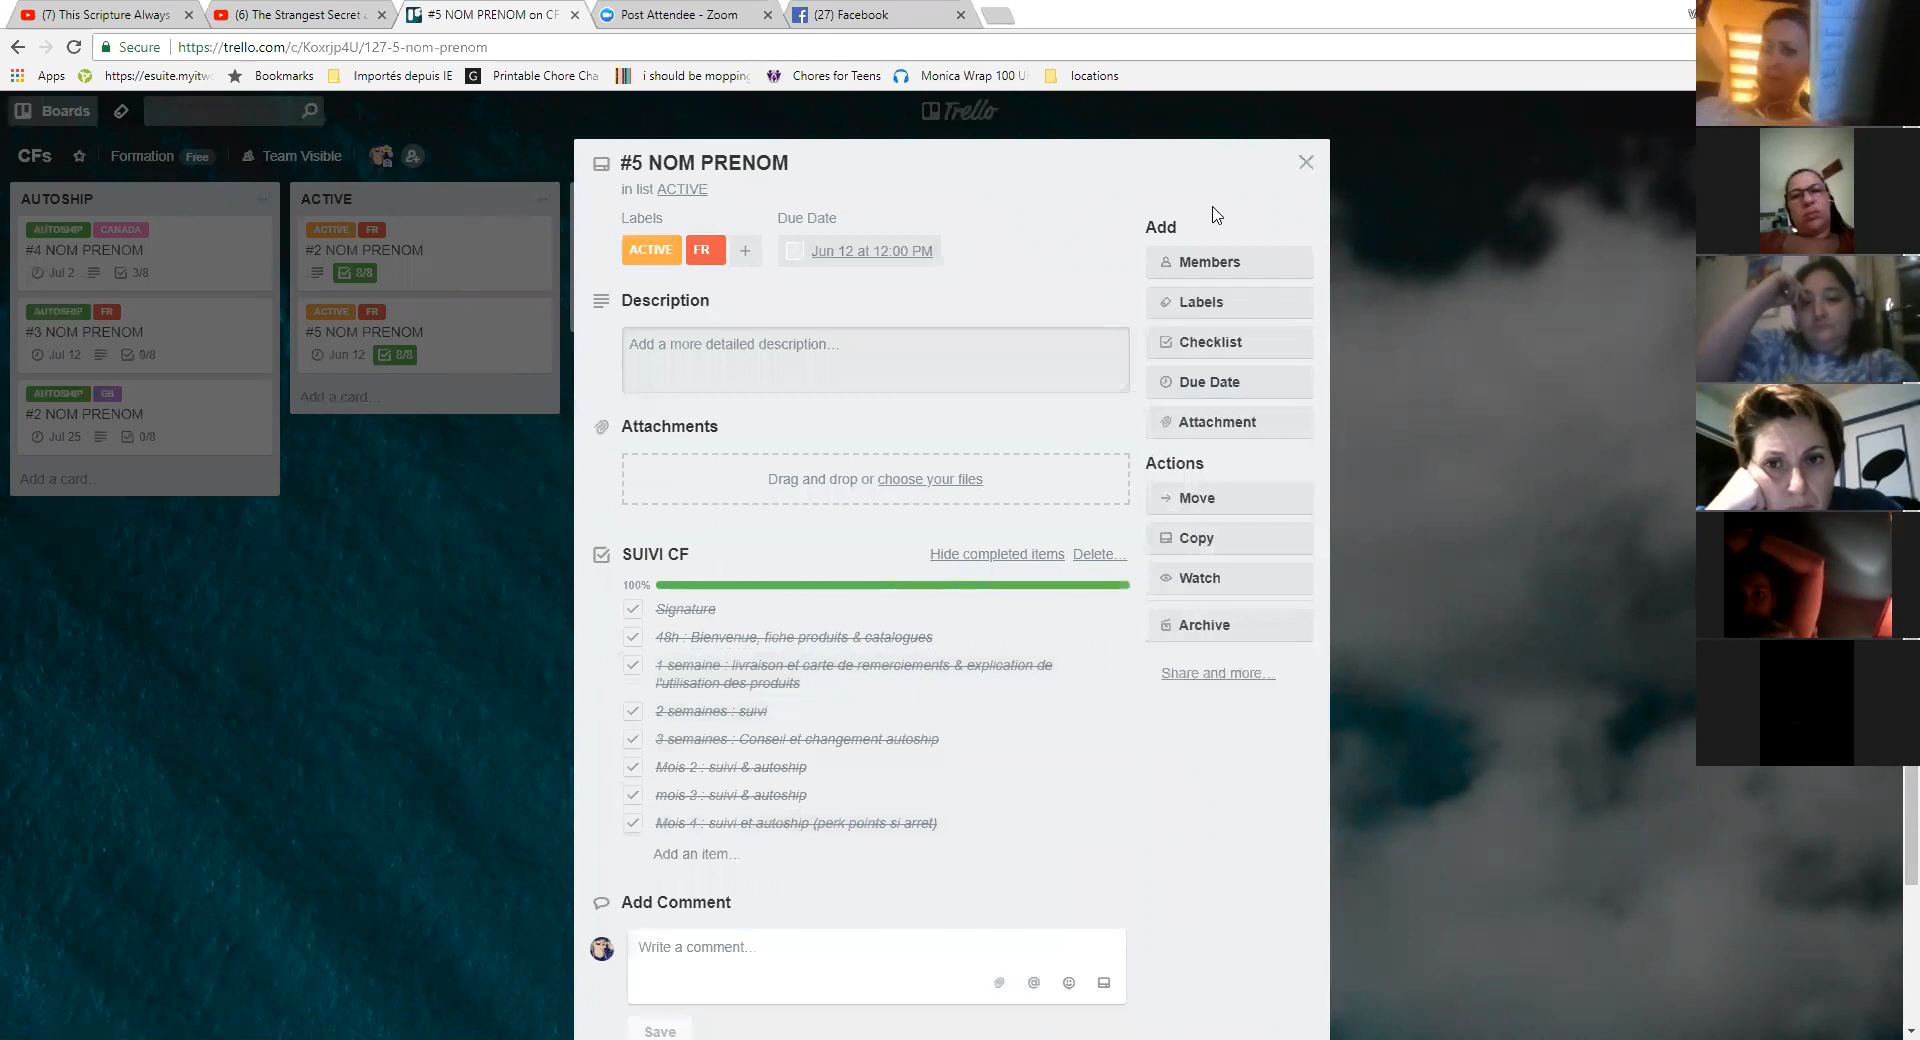 (7) This Scripture Always
(6) The Strangest Secret
#5 NOM PRENOM on CF
Post Attendee - Zoom
(27) Facebook
Secure
https://trello.com/c/Koxrjp4U/127-5-nom-prenom
Apps
https://esuite.myitwo
Bookmarks
Importés depuis IE
Printable Chore Cha
i should be mopping
Chores for Teens
Monica Wrap 100 U
locations
Boards
Trello
CFs
Formation
Free
Team Visible
AUTOSHIP
AUTOSHIP CANADA
#4 NOM PRENOM
Jul 2 3/8
AUTOSHIP FR
#3 NOM PRENOM
Jul 12 0/8
AUTOSHIP GB
#2 NOM PRENOM
Jul 25 0/8
Add a card...
ACTIVE
ACTIVE FR
#2 NOM PRENOM
8/8
ACTIVE FR
#5 NOM PRENOM
Jun 12 8/8
Add a card...
#5 NOM PRENOM
in list ACTIVE
Labels
Due Date
ACTIVE FR +
Jun 12 at 12:00 PM
Description
Add a more detailed description…
Attachments
Drag and drop or choose your files
SUIVI CF
Hide completed items Delete…
100%
Signature
48h : Bienvenue, fiche produits & catalogues
1 semaine : livraison et carte de remerciements & explication de
l'utilisation des produits
2 semaines : suivi
3 semaines : Conseil et changement autoship
Mois 2 : suivi & autoship
mois 3 : suivi & autoship
Mois 4 : suivi et autoship (perk points si arret)
Add an item…
Add Comment
Write a comment…
Save
Add
Members
Labels
Checklist
Due Date
Attachment
Actions
Move
Copy
Watch
Archive
Share and more…